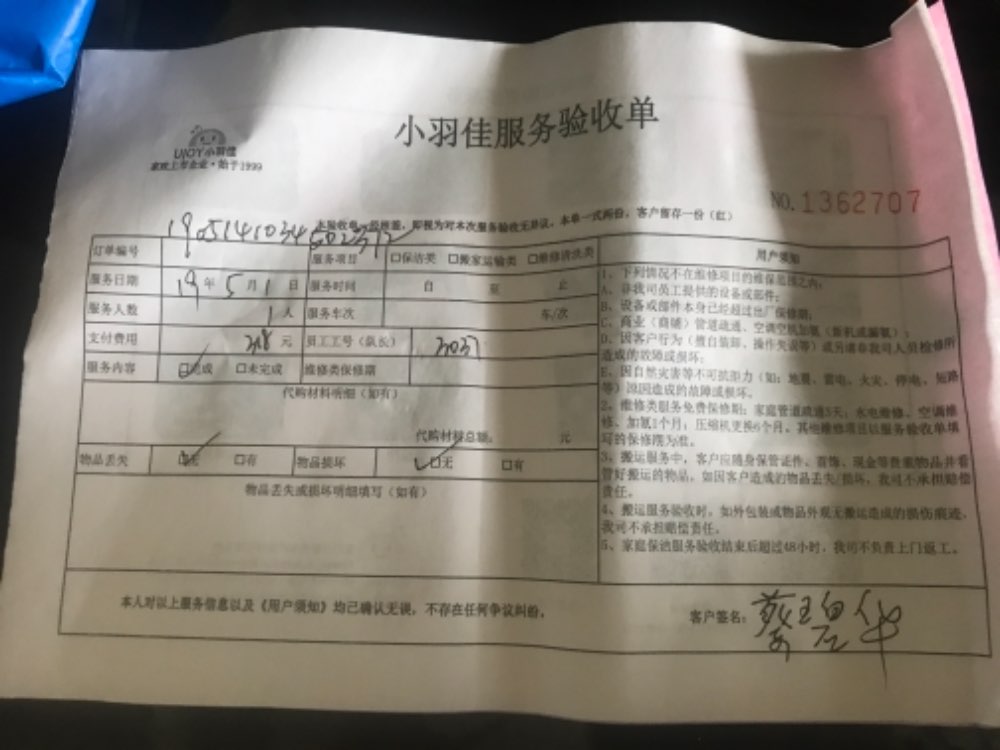 小羽佳服务验收单
UJOY小羽佳
家政上市企业·始于1999
NO.1362707
本验收单一经签署，即视为对本次服务验收无异议。本单一式两份，客户留存一份（红）
订单编号 服务项目 □保洁类 □搬家运输类 □维修清洗类
服务日期 19年5月1日 服务时间 自 至 止
服务人数 1人 服务车次 车/次
支付费用 318元 员工工号（队长） 3037
服务内容 □完成 □未完成 维修类保修期
代购材料明细（如有）
代购材料总额： 元
物品丢失 □无 □有 物品损坏 □无 □有
物品丢失或损坏明细填写（如有）
用户须知
1、下列情况不在维修项目的维保范围之内：
A、非我司员工提供的设备或部件；
B、设备或部件本身已经超过出厂保修期；
C、商业（商铺）管道疏通、空调空机加氨（新机或漏氟）；
D、因客户行为（擅自装卸、操作失误等）或另请非我司人员检修所
造成的故障或损坏；
E、因自然灾害等不可抗拒力（如：地震、雷电、火灾、停电、短路
等）原因造成的故障或损坏。
2、维修类服务免费保修期：家庭管道疏通3天；水电维修、空调维
修、加氨1个月；压缩机更换6个月。其他维修项目以服务验收单填
写的保修期为准。
3、搬运服务中，客户应随身保管证件、首饰、现金等贵重物品并看
管好搬运的物品，如因客户造成的物品丢失/损坏，我司不承担赔偿
责任。
4、搬运服务验收时，如外包装或物品外观无搬运造成的损伤痕迹，
我司不承担赔偿责任。
5、家庭保洁服务验收结束后超过48小时，我司不负责上门返工。
本人对以上服务信息以及《用户须知》均已确认无误，不存在任何争议纠纷。
客户签名：蔡碧华